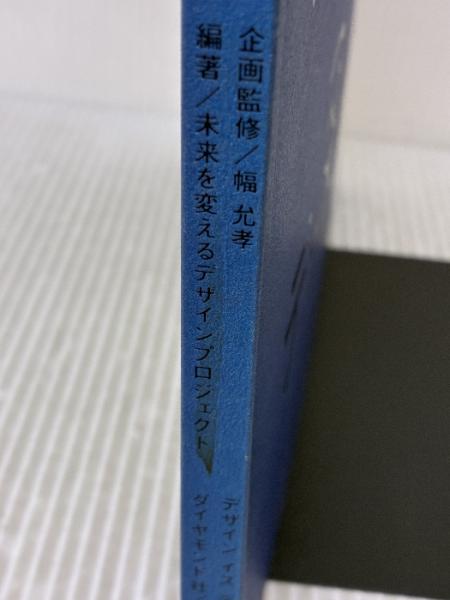 企画監修/幅 允孝
編著/未来を変えるデザインプロジェクト
デザインイス
ダイヤモンド社